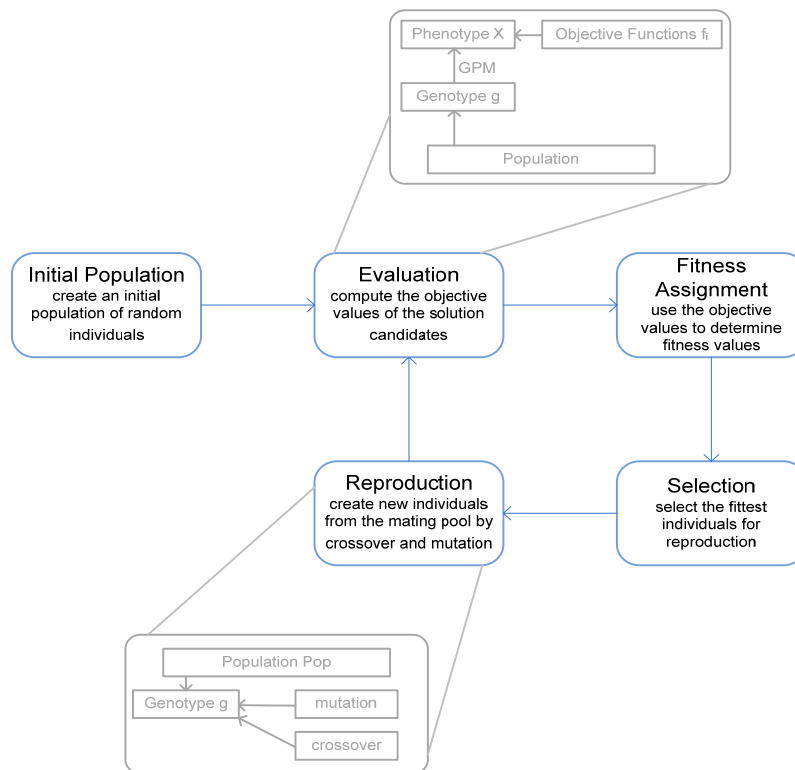 Phenotype X
Objective Functions fi
GPM
Genotype g
Population
Initial Population
create an initial
population of random
individuals
Evaluation
compute the objective
values of the solution
candidates
Fitness
Assignment
use the objective
values to determine
fitness values
Reproduction
create new individuals
from the mating pool by
crossover and mutation
Selection
select the fittest
individuals for
reproduction
Population Pop
Genotype g
mutation
crossover